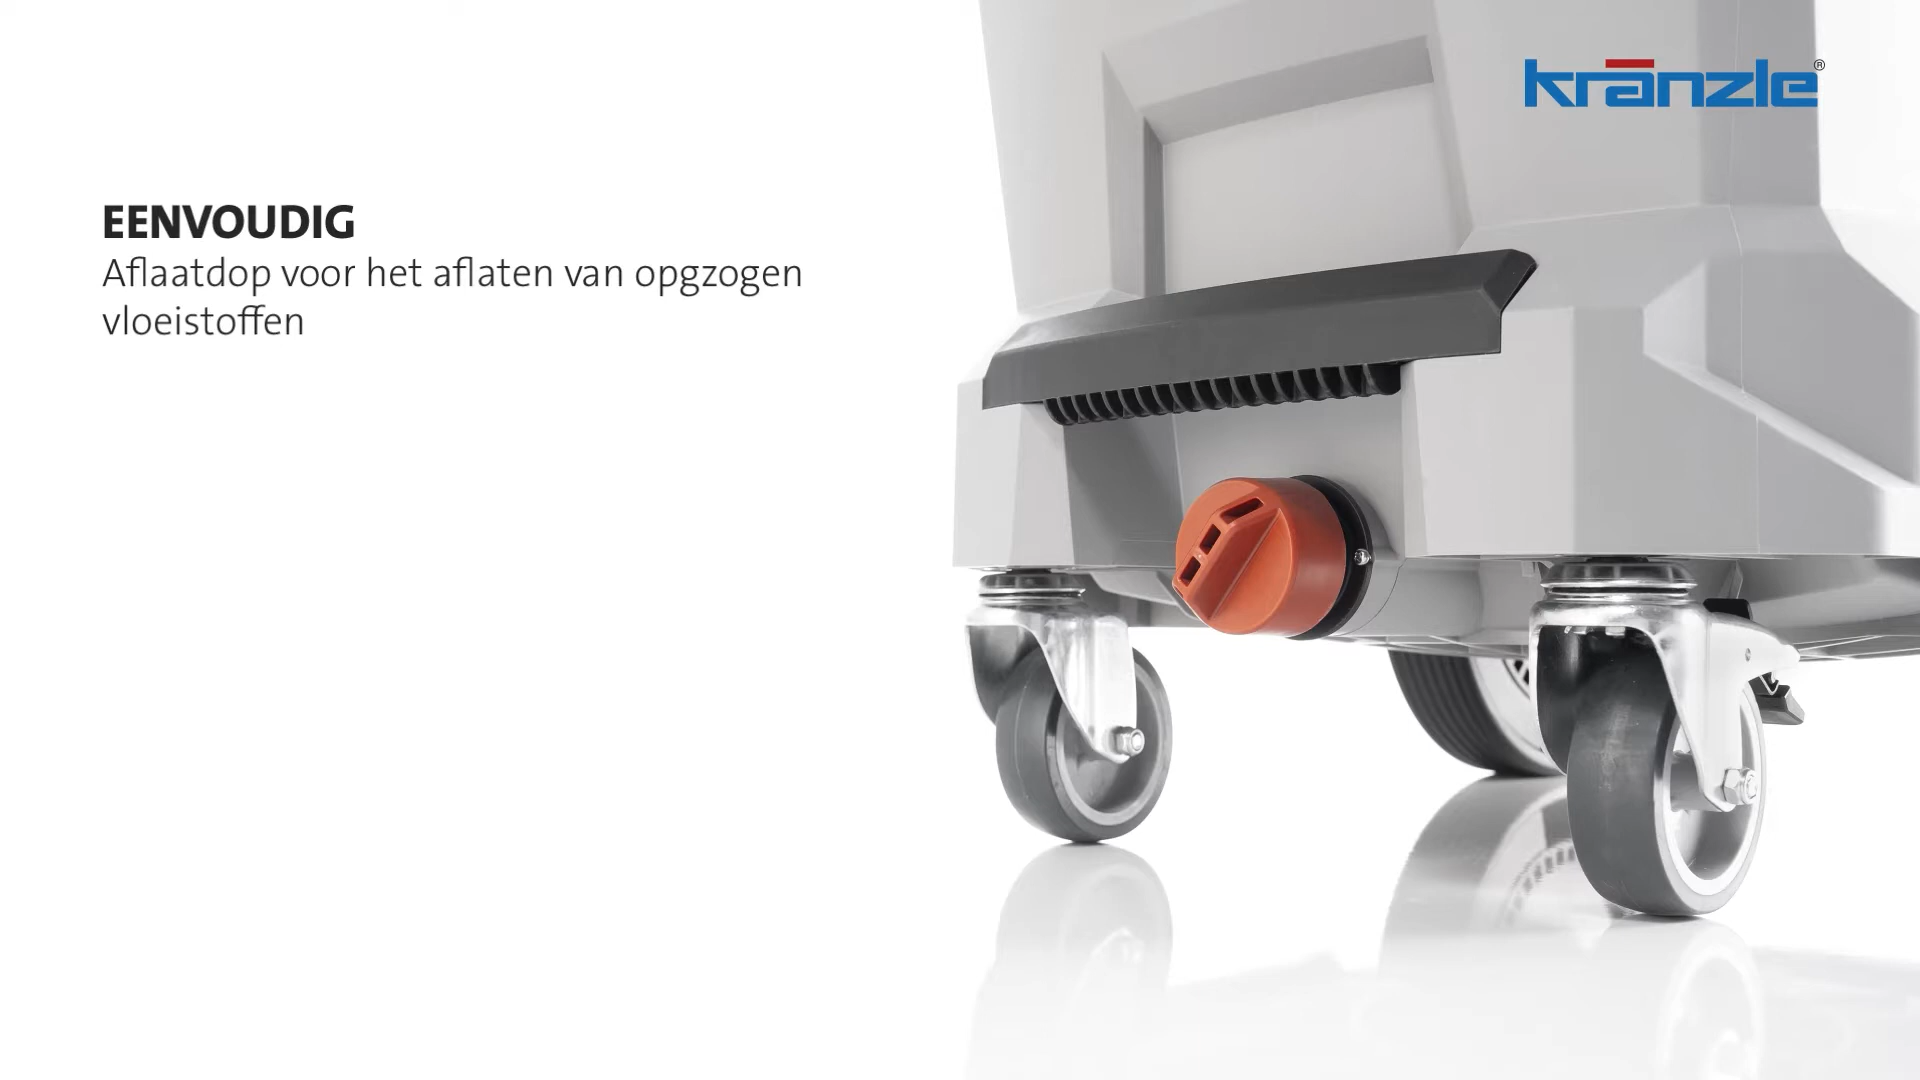 kränzle®
EENVOUDIG
Aflaatdop voor het aflaten van opgzogen
vloeistoffen